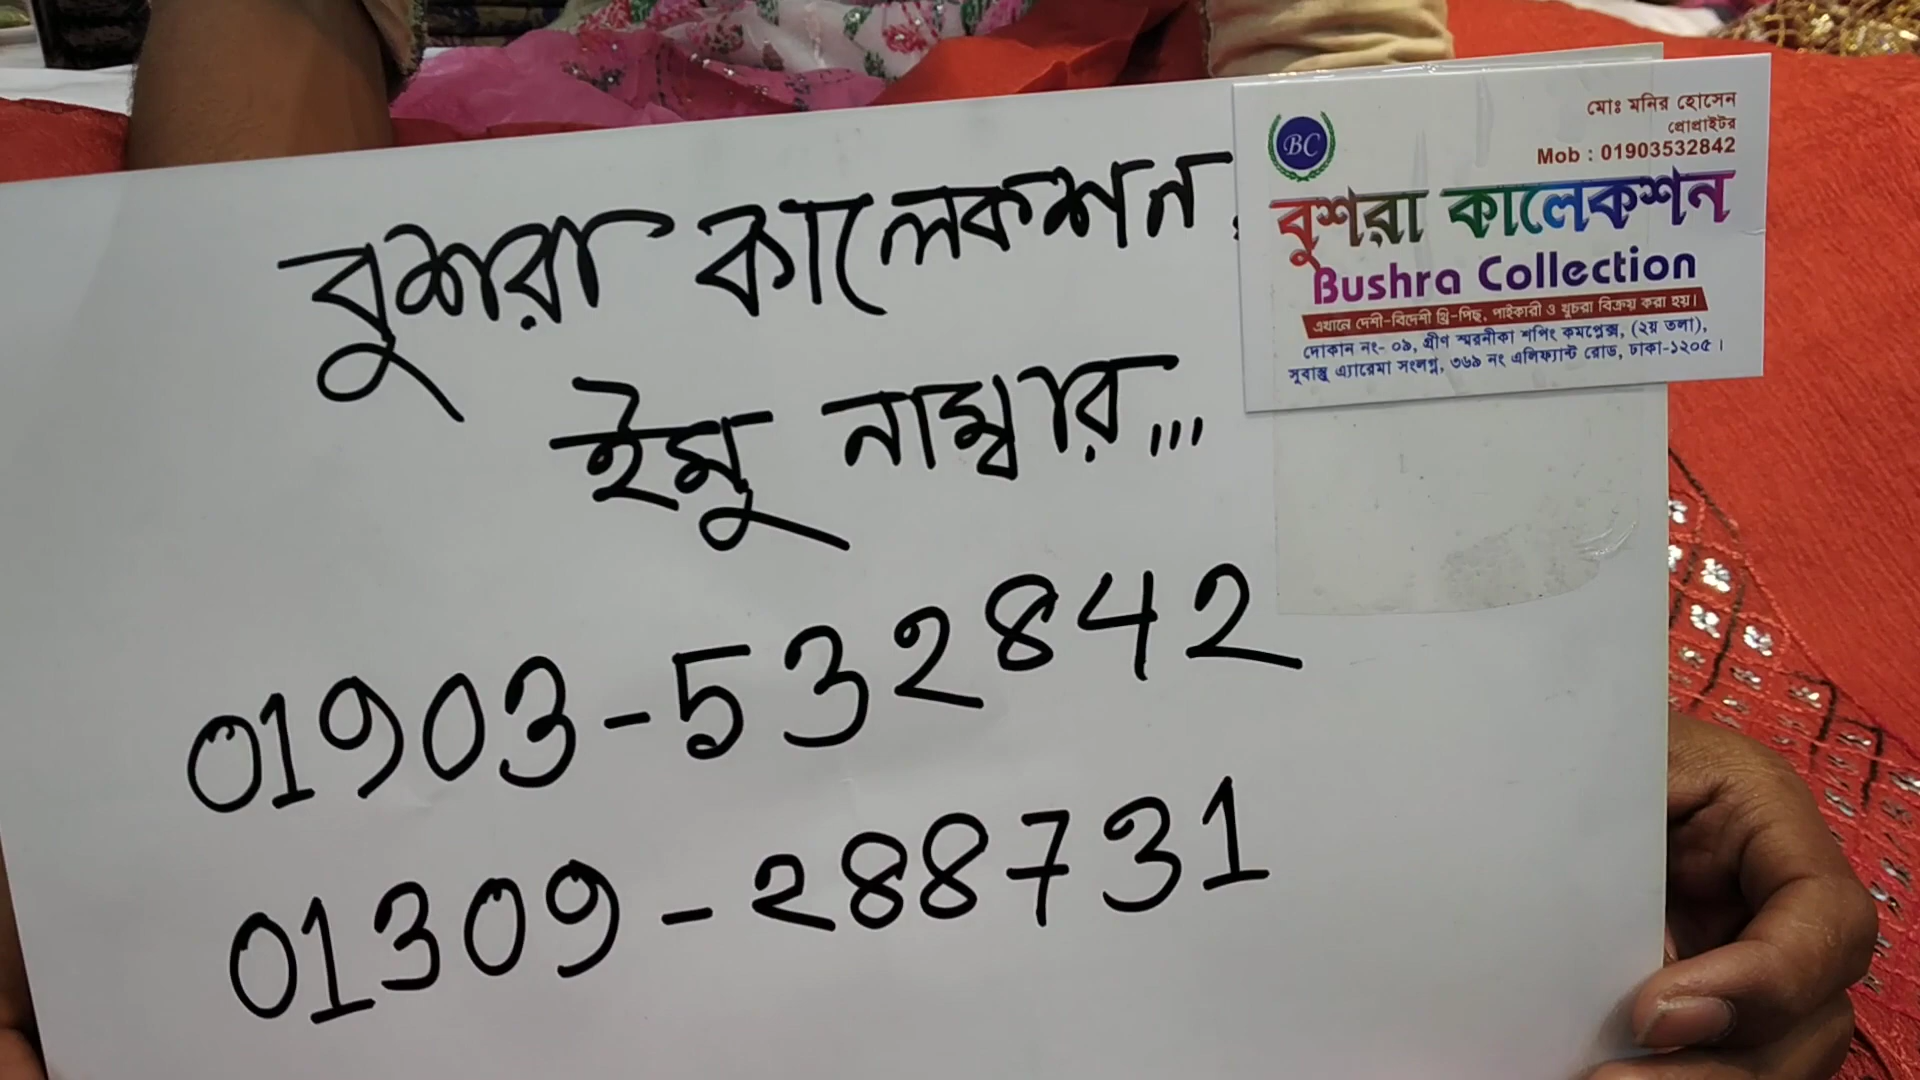 বুশরা কালেকশন.
ইমু নাম্বার...
01903-532842
01309-288731
BC
মোঃ মনির হোসেন
প্রোপ্রাইটর
Mob : 01903532842
বুশরা কালেকশন
Bushra Collection
এখানে দেশী-বিদেশী থ্রি-পিছ, পাইকারী ও খুচরা বিক্রয় করা হয়।
দোকান নং- ০৯, গ্রীণ স্মরনীকা শপিং কমপ্লেক্স, (২য় তলা),
সুবাস্তু এ্যারেমা সংলগ্ন, ৩৬৯ নং এলিফ্যান্ট রোড, ঢাকা-১২০৫।